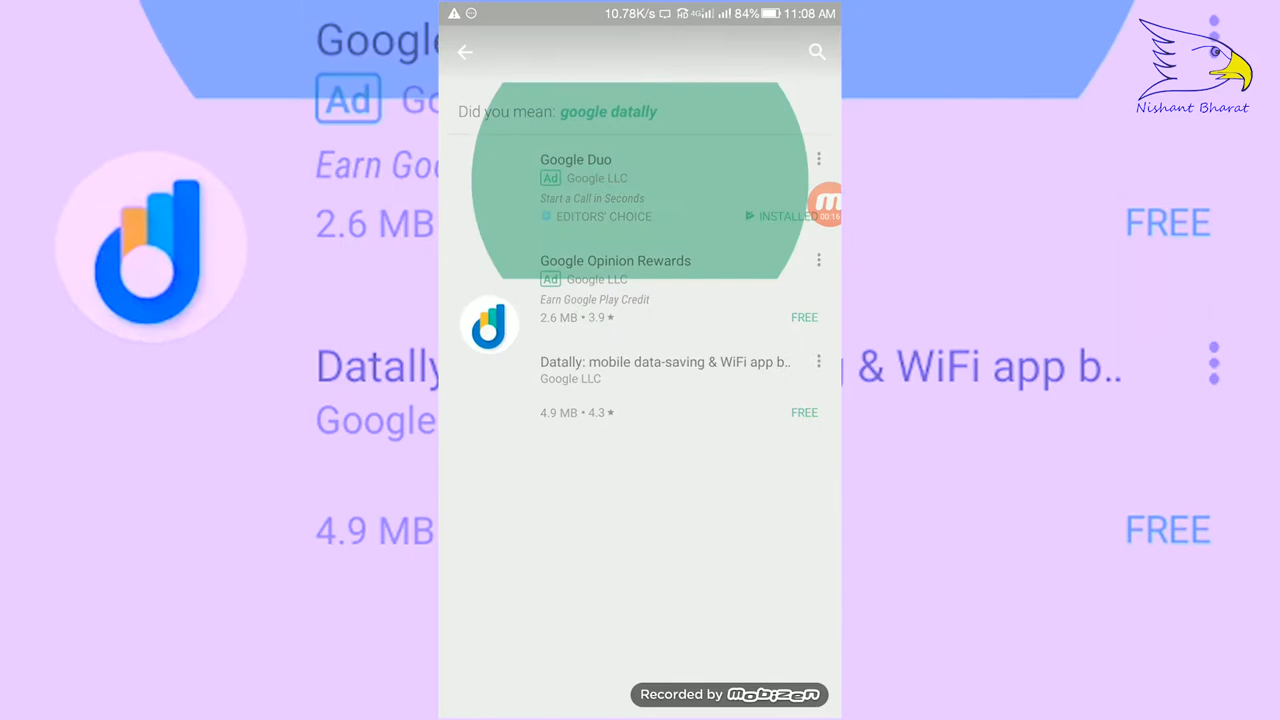 10.78K/s 4G 84% 11:08 AM
Did you mean: google datally
Google Duo
Ad Google LLC
Start a Call in Seconds
EDITORS' CHOICE INSTALLED
00:16
Google Opinion Rewards
Ad Google LLC
Earn Google Play Credit
2.6 MB • 3.9 ★ FREE
Datally: mobile data-saving & WiFi app b..
Google LLC
4.9 MB • 4.3 ★ FREE
Recorded by MOBIZEN
Nishant Bharat
Google
Ad Go
Earn Goo
2.6 MB FREE
Datally & WiFi app b..
Google
4.9 MB FREE